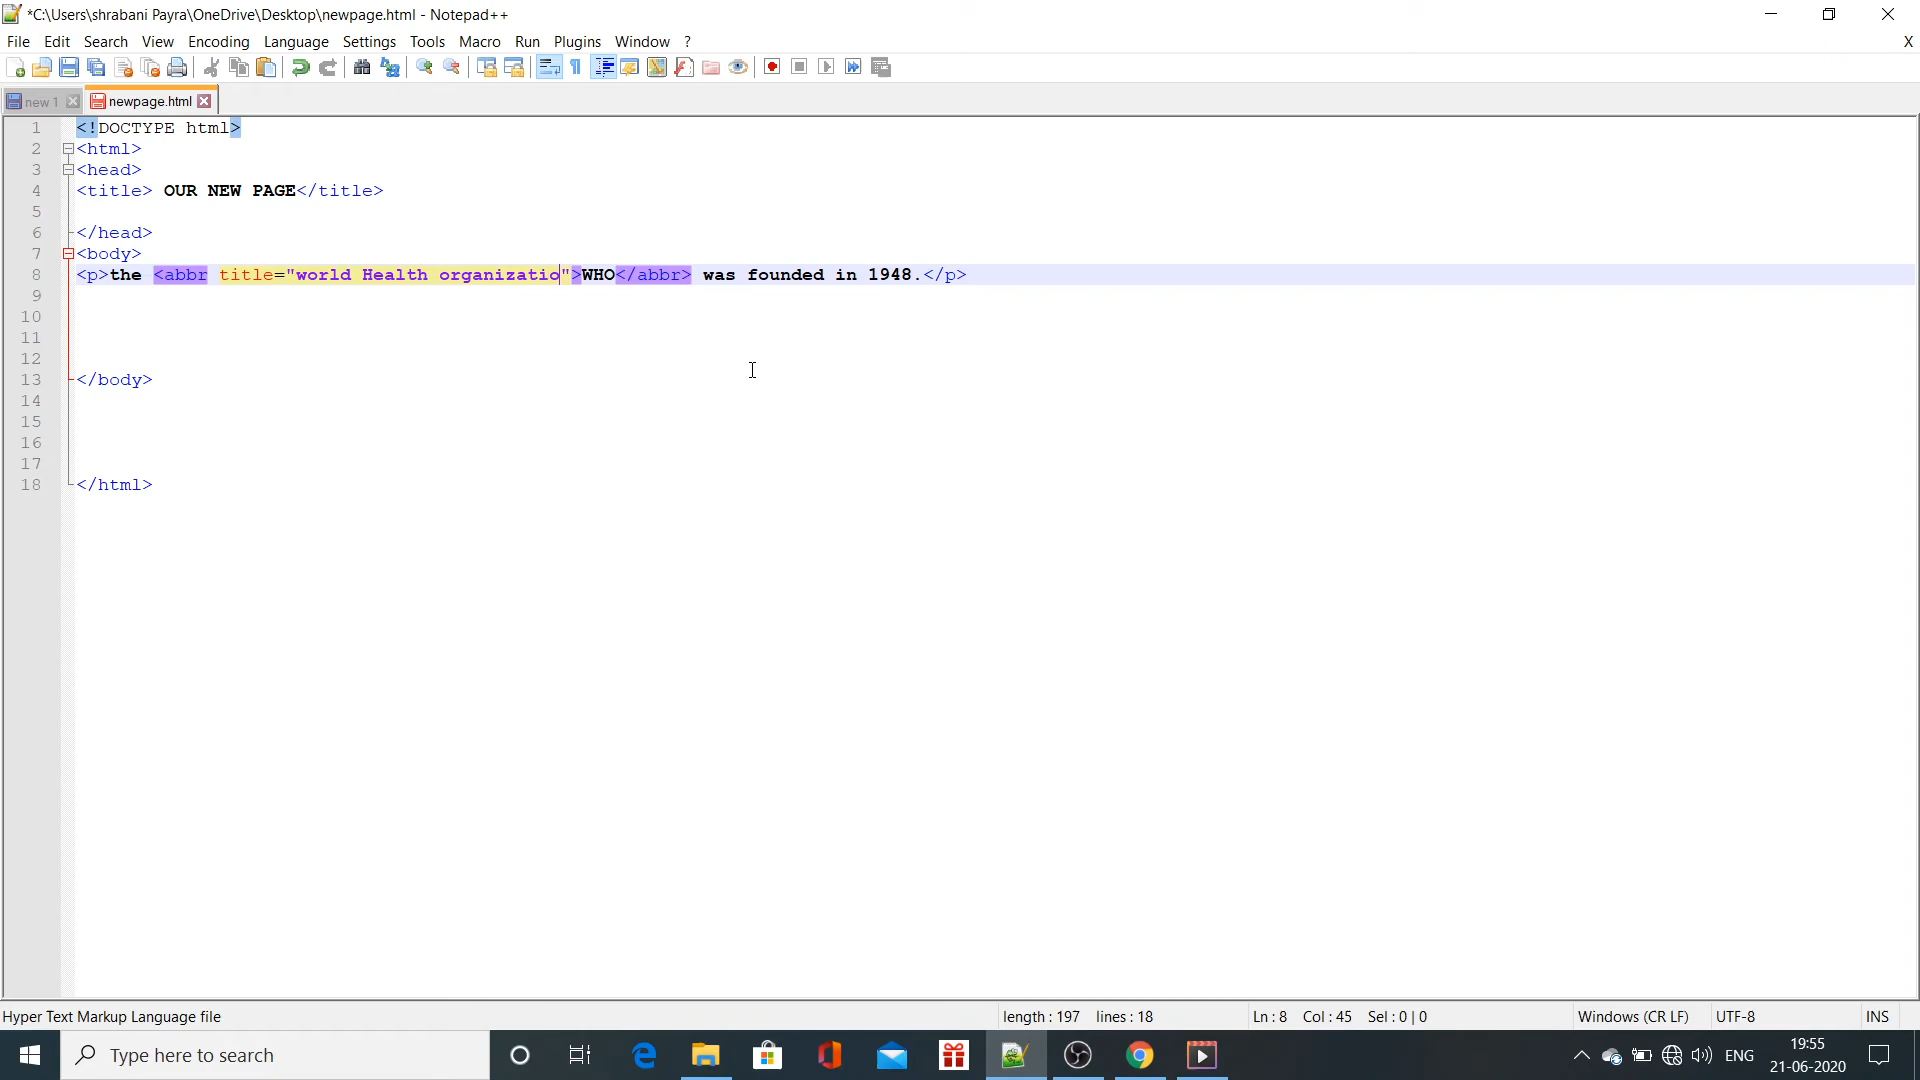 *C:\Users\shrabani Payra\OneDrive\Desktop\newpage.html - Notepad++
File Edit Search View Encoding Language Settings Tools Macro Run Plugins Window ? X
new 1 newpage.html
1 <!DOCTYPE html>
2 <html>
3 <head>
4 <title> OUR NEW PAGE</title>
5
6 </head>
7 <body>
8 <p>the <abbr title="world Health organizatio">WHO</abbr> was founded in 1948.</p>
9
10
11
12
13 </body>
14
15
16
17
18 </html>
Hyper Text Markup Language file length : 197 lines : 18 Ln : 8 Col : 45 Sel : 0 | 0 Windows (CR LF) UTF-8 INS
Type here to search ENG 19:55
21-06-2020